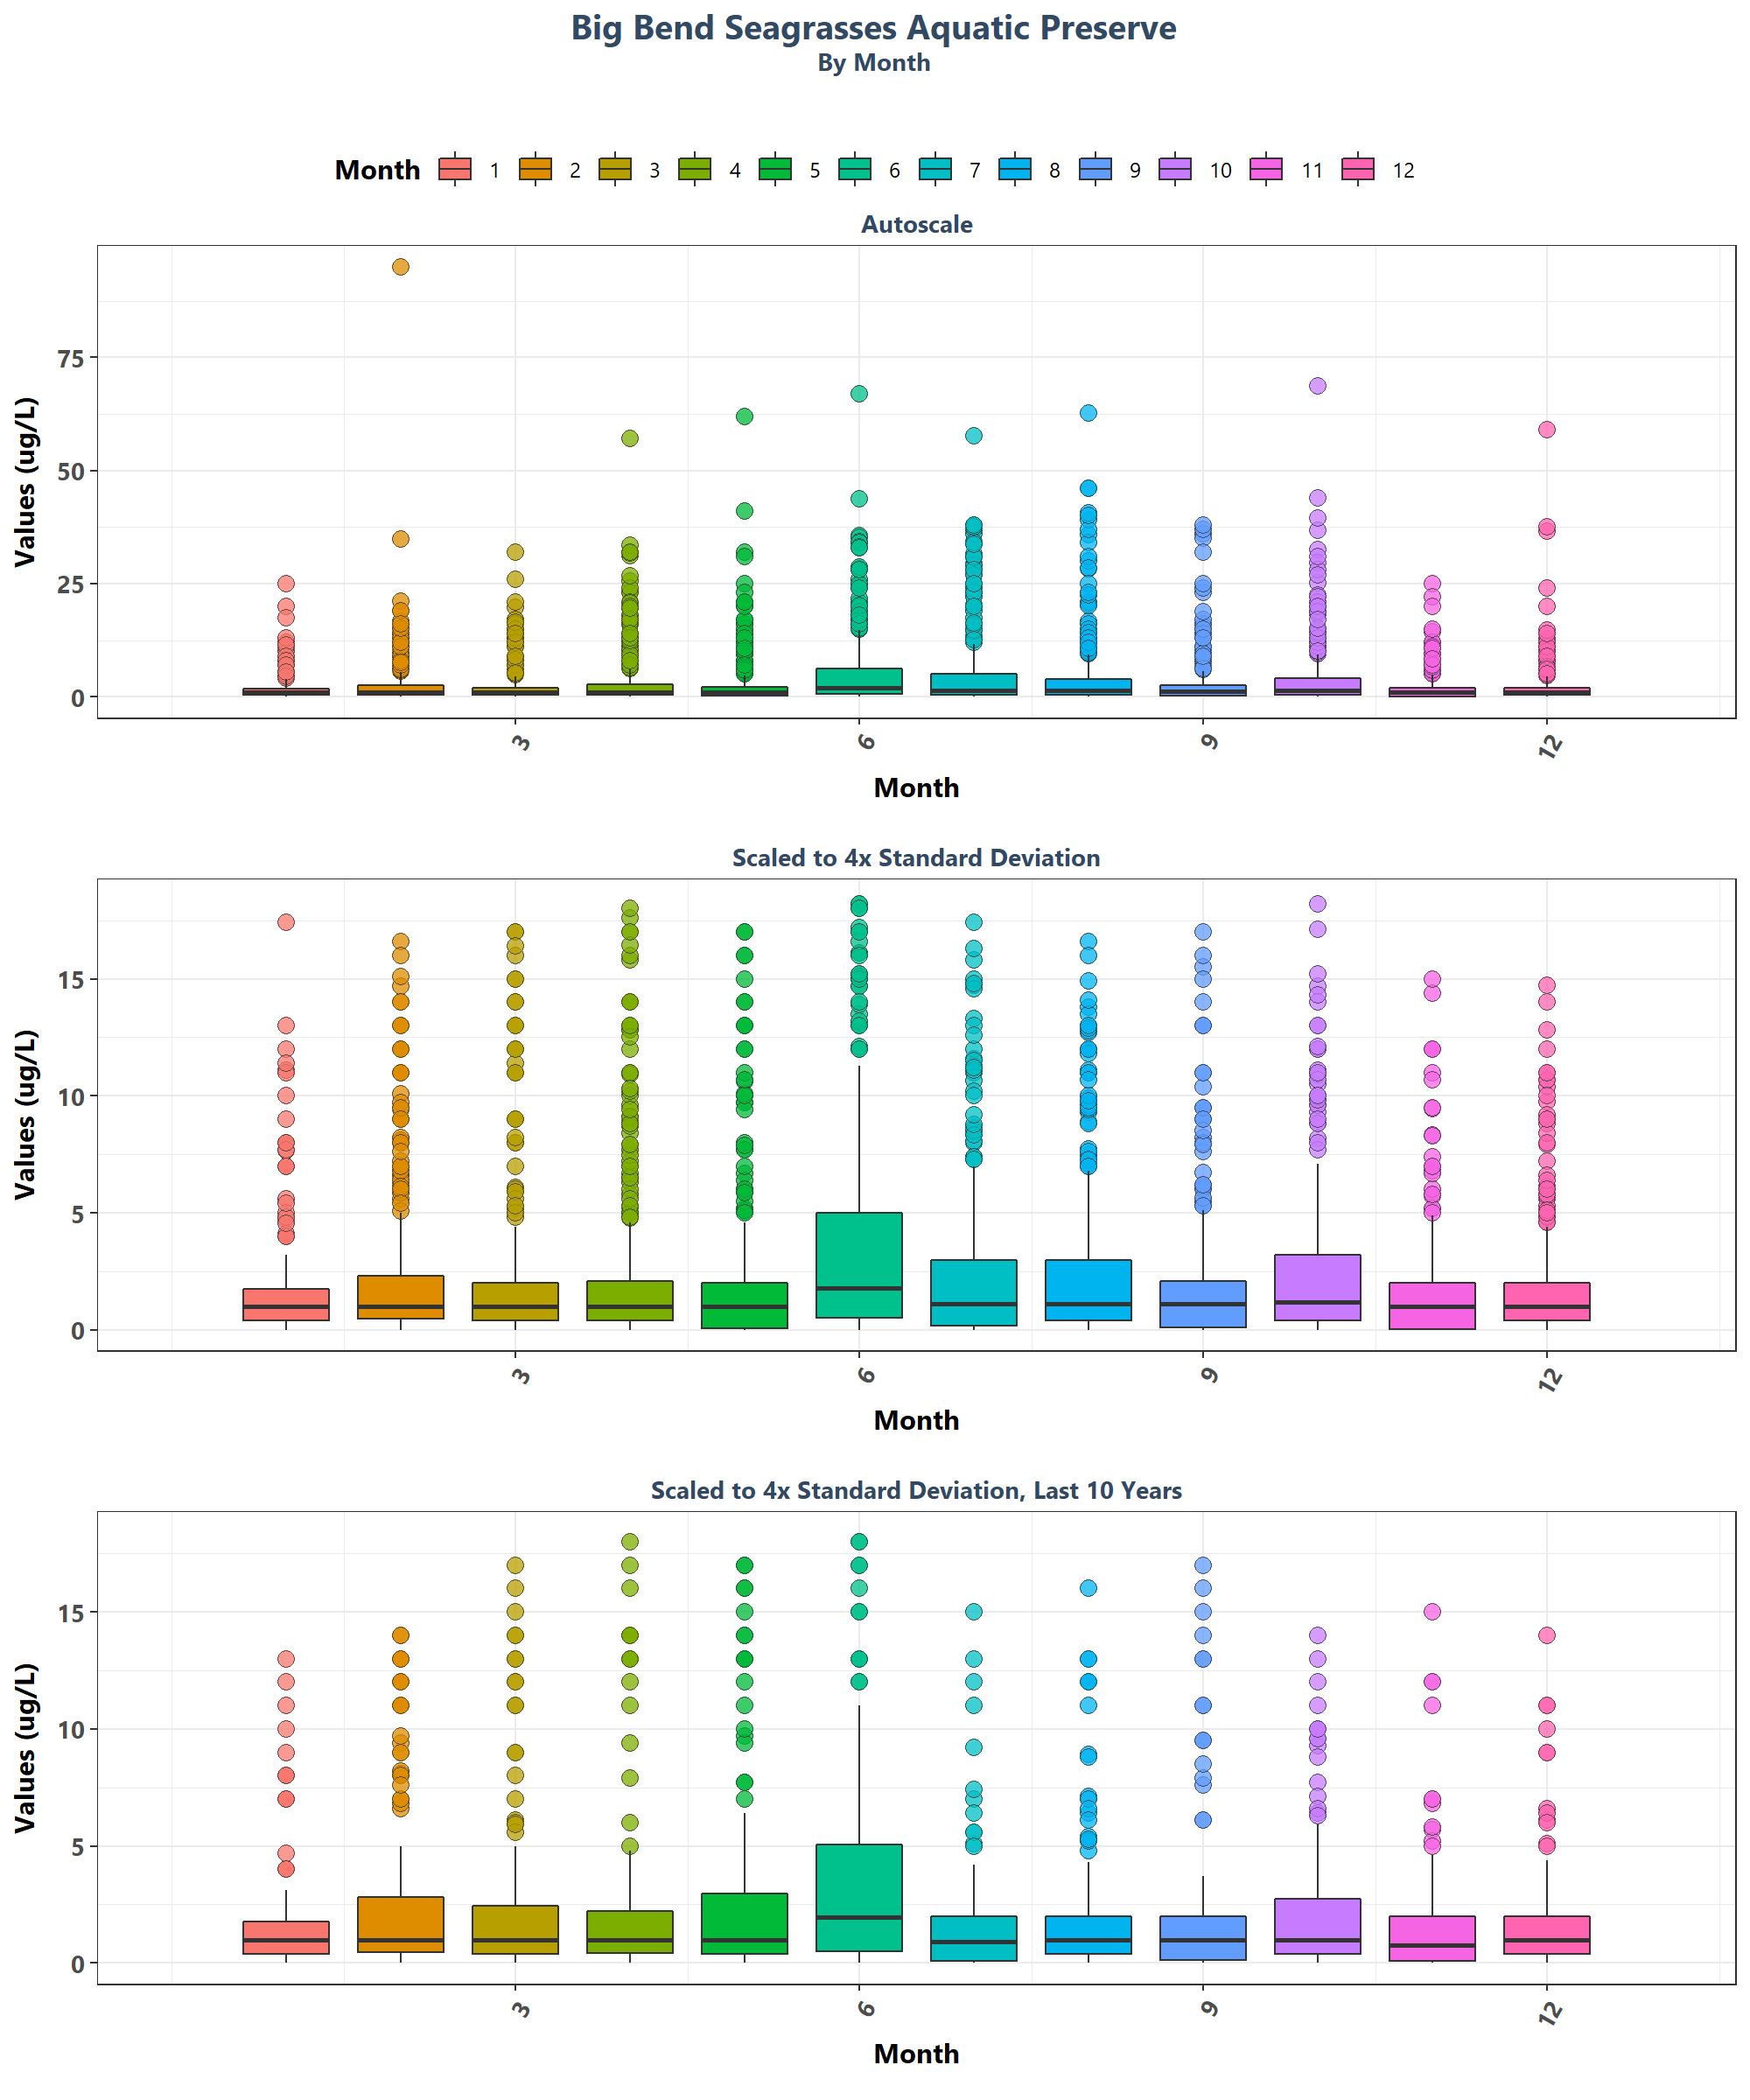 Big Bend Seagrasses Aquatic Preserve
By Month
Month 1 2 3 4 5 6 7 8 9 10 11 12
Autoscale
Values (ug/L)
75
50
25
0
3 6 9 12
Month
Scaled to 4x Standard Deviation
Values (ug/L)
15
10
5
0
3 6 9 12
Month
Scaled to 4x Standard Deviation, Last 10 Years
Values (ug/L)
15
10
5
0
3 6 9 12
Month